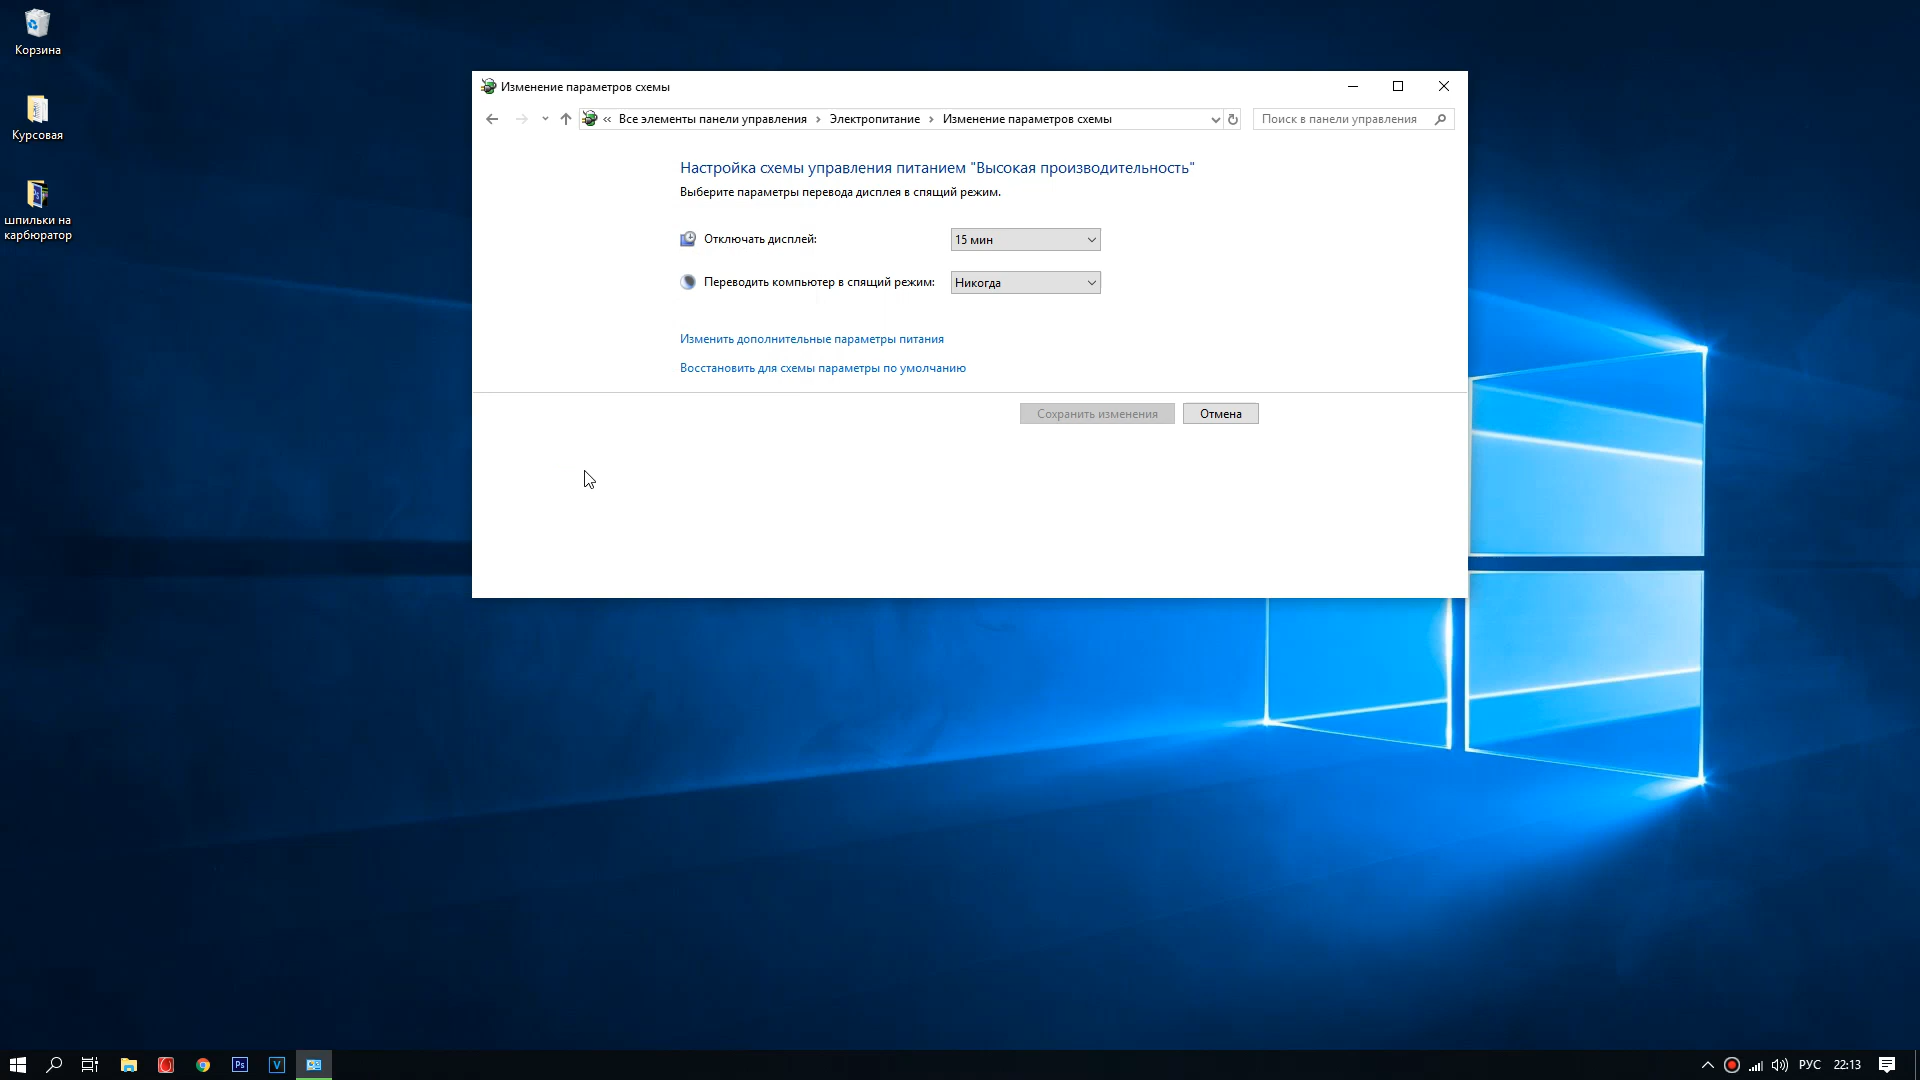 Корзина
Курсовая
шпильки на
карбюратор
Изменение параметров схемы
« Все элементы панели управления › Электропитание › Изменение параметров схемы
Поиск в панели управления
Настройка схемы управления питанием "Высокая производительность"
Выберите параметры перевода дисплея в спящий режим.
Отключать дисплей: 15 мин
Переводить компьютер в спящий режим: Никогда
Изменить дополнительные параметры питания
Восстановить для схемы параметры по умолчанию
Сохранить изменения Отмена
Ps V РУС 22:13